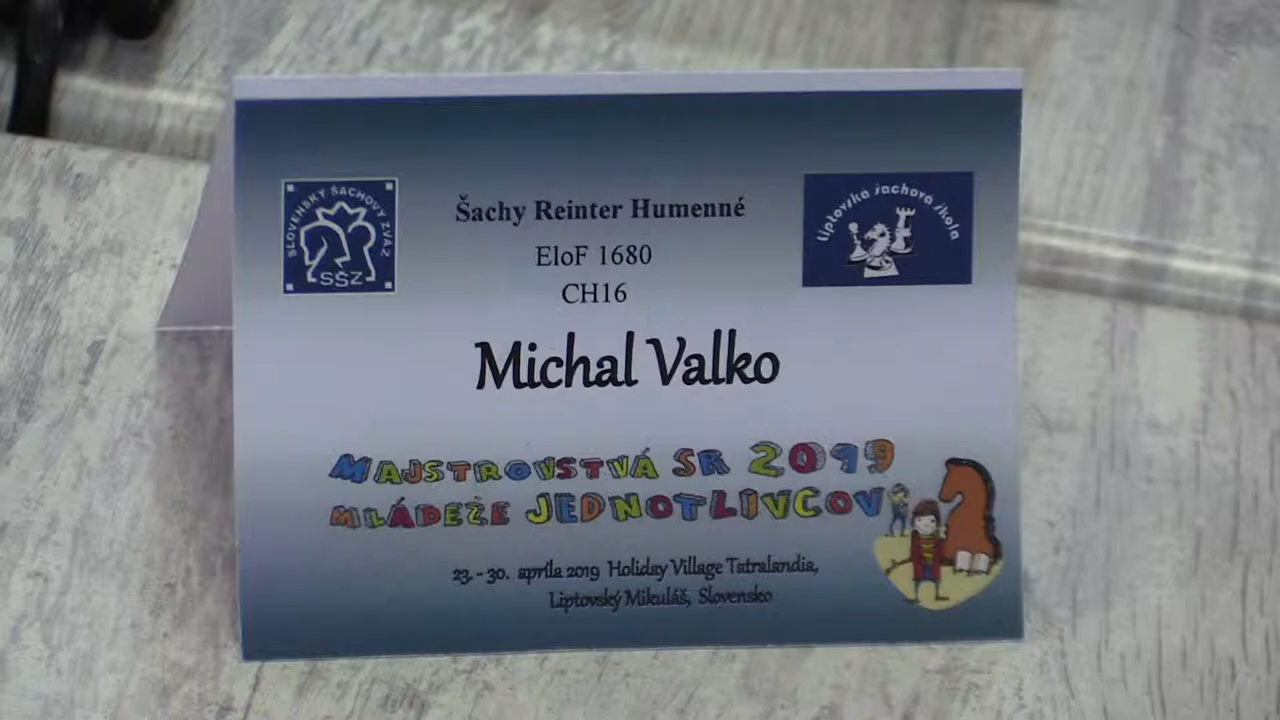 SLOVENSKÝ ŠACHOVÝ ZVÄZ
SŠZ
Šachy Reinter Humenné
EloF 1680
CH16
Liptovská šachová škola
Michal Valko
MAJSTROVSTVÁ SR 2019
MLÁDEŽE JEDNOTLIVCOV
23. - 30. apríla 2019 Holiday Village Tatralandia,
Liptovský Mikuláš, Slovensko